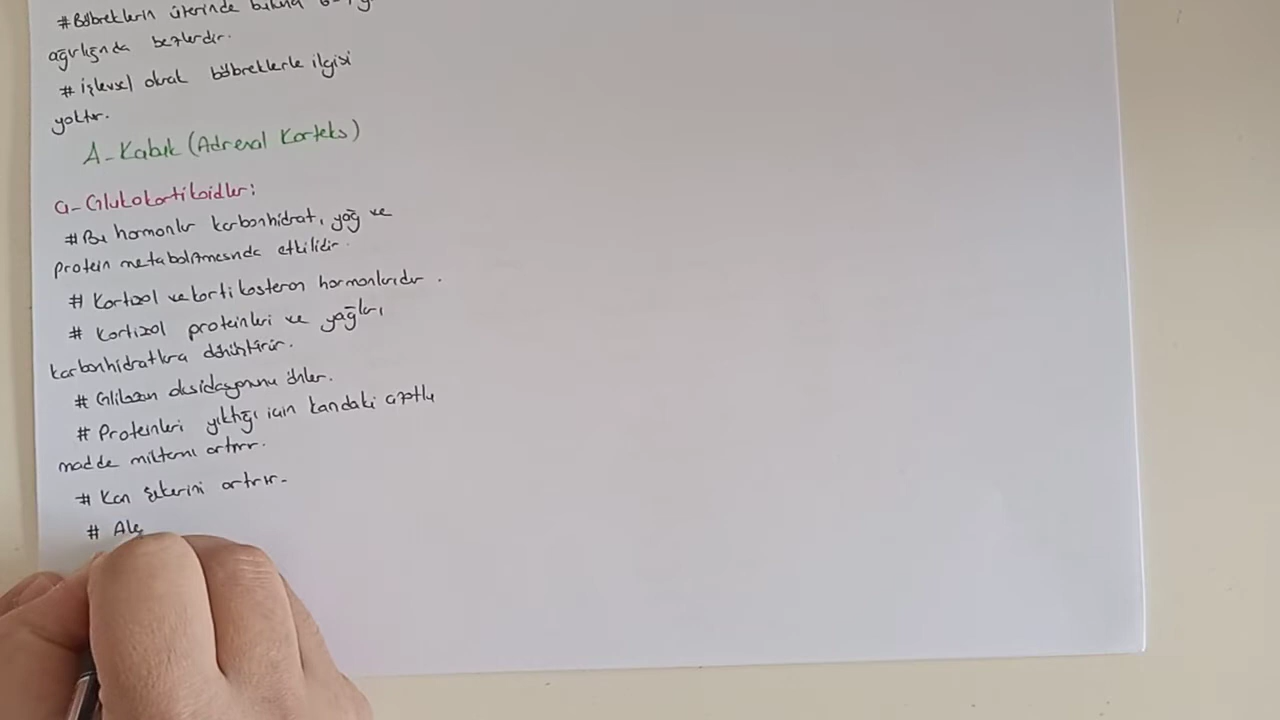 #Böbreklerin üzerinde
ağırlığında bezlerdir.
# İşlevsel olarak böbreklerle ilgisi
yoktur.
A-Kabuk (Adrenal Korteks)
a-Glukokortikoidler:
#Bu hormonlar karbonhidrat, yağ ve
protein metabolizmasında etkilidir.
# Kortizol ve kortikosteron hormonlarıdır.
# Kortizol proteinleri ve yağları
karbonhidratlara dönüştürür.
# Glikozun oksidasyonunu önler.
# Proteinleri yıktığı için kandaki azotlu
madde miktarını artırır.
# Kan şekerini artırır-
#